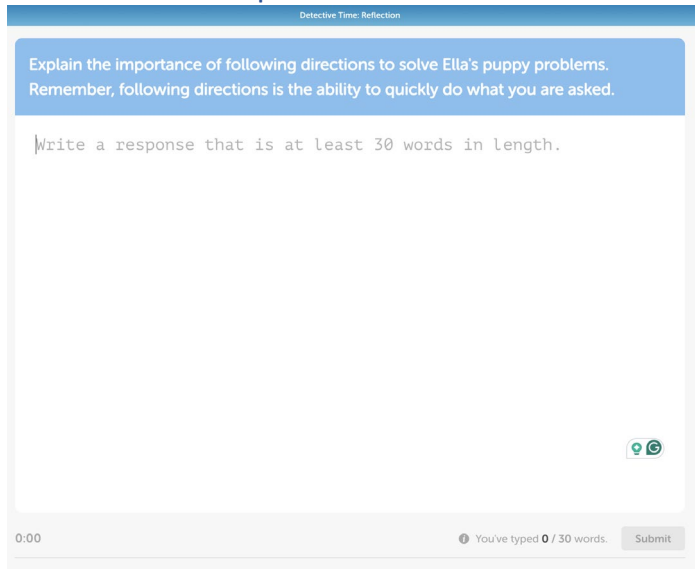 Detective Time: Reflection
Explain the importance of following directions to solve Ella's puppy problems.
Remember, following directions is the ability to quickly do what you are asked.
Write a response that is at least 30 words in length.
0:00
You've typed 0 / 30 words.
Submit